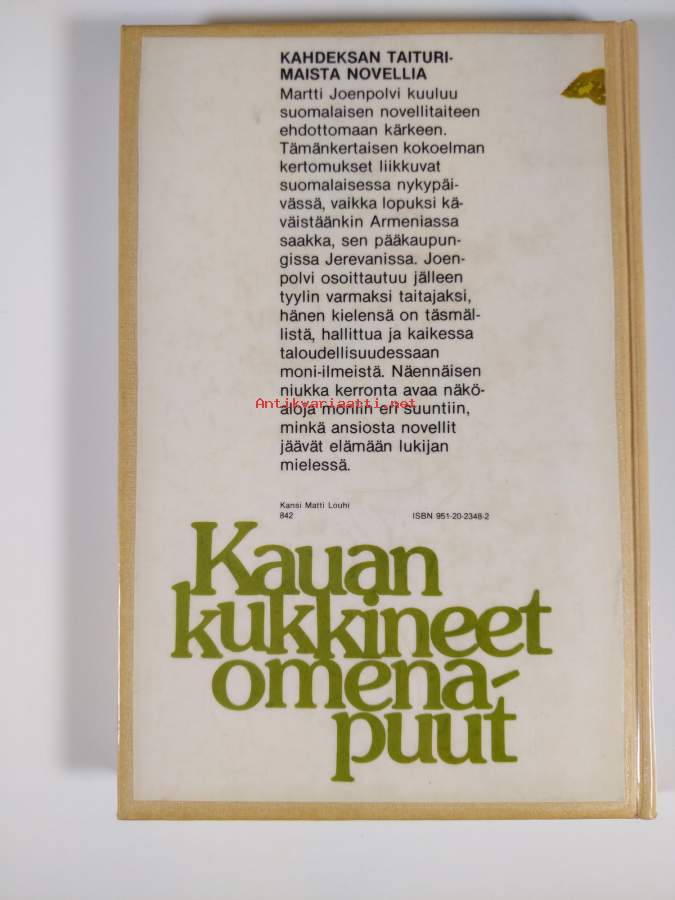 KAHDEKSAN TAITURI-
MAISTA NOVELLIA
Martti Joenpolvi kuuluu
suomalaisen novellitaiteen
ehdottomaan kärkeen.
Tämänkertaisen kokoelman
kertomukset liikkuvat
suomalaisessa nykypäi-
vässä, vaikka lopuksi kä-
väistäänkin Armeniassa
saakka, sen pääkaupun-
gissa Jerevanissa. Joen-
polvi osoittautuu jälleen
tyylin varmaksi taitajaksi,
hänen kielensä on täsmäl-
listä, hallittua ja kaikessa
taloudellisuudessaan
moni-ilmeistä. Näennäisen
niukka kerronta avaa näkö-
Antikvariaatti.net
aloja moniin eri suuntiin,
minkä ansiosta novellit
jäävät elämään lukijan
mielessä.
Kansi Matti Louhi
842 ISBN 951-20-2348-2
Kauan
kukkineet
omena-
puut